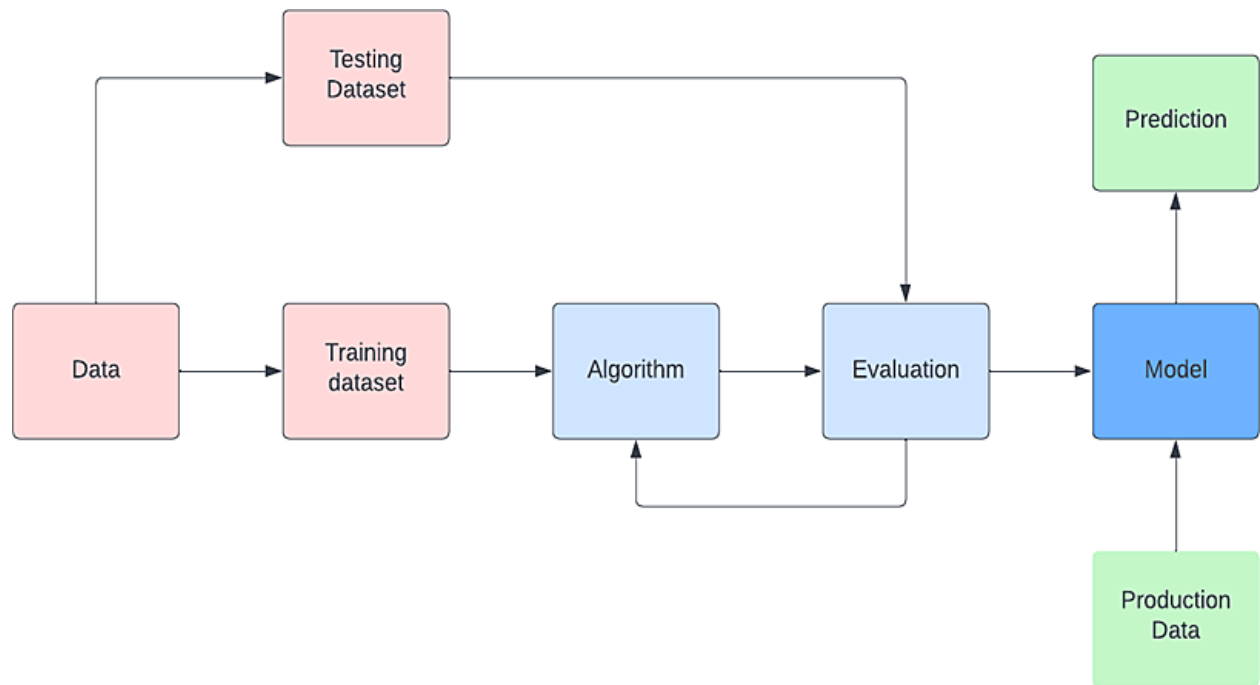 Testing
Dataset
Prediction
Data
Training
dataset
Algorithm
Evaluation
Model
Production
Data